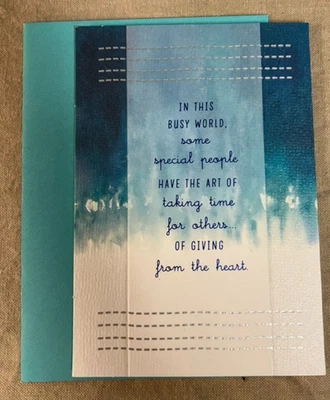 IN THIS
BUSY WORLD,
some
special people
HAVE THE ART OF
taking time
for others...
OF GIVING
from the heart.